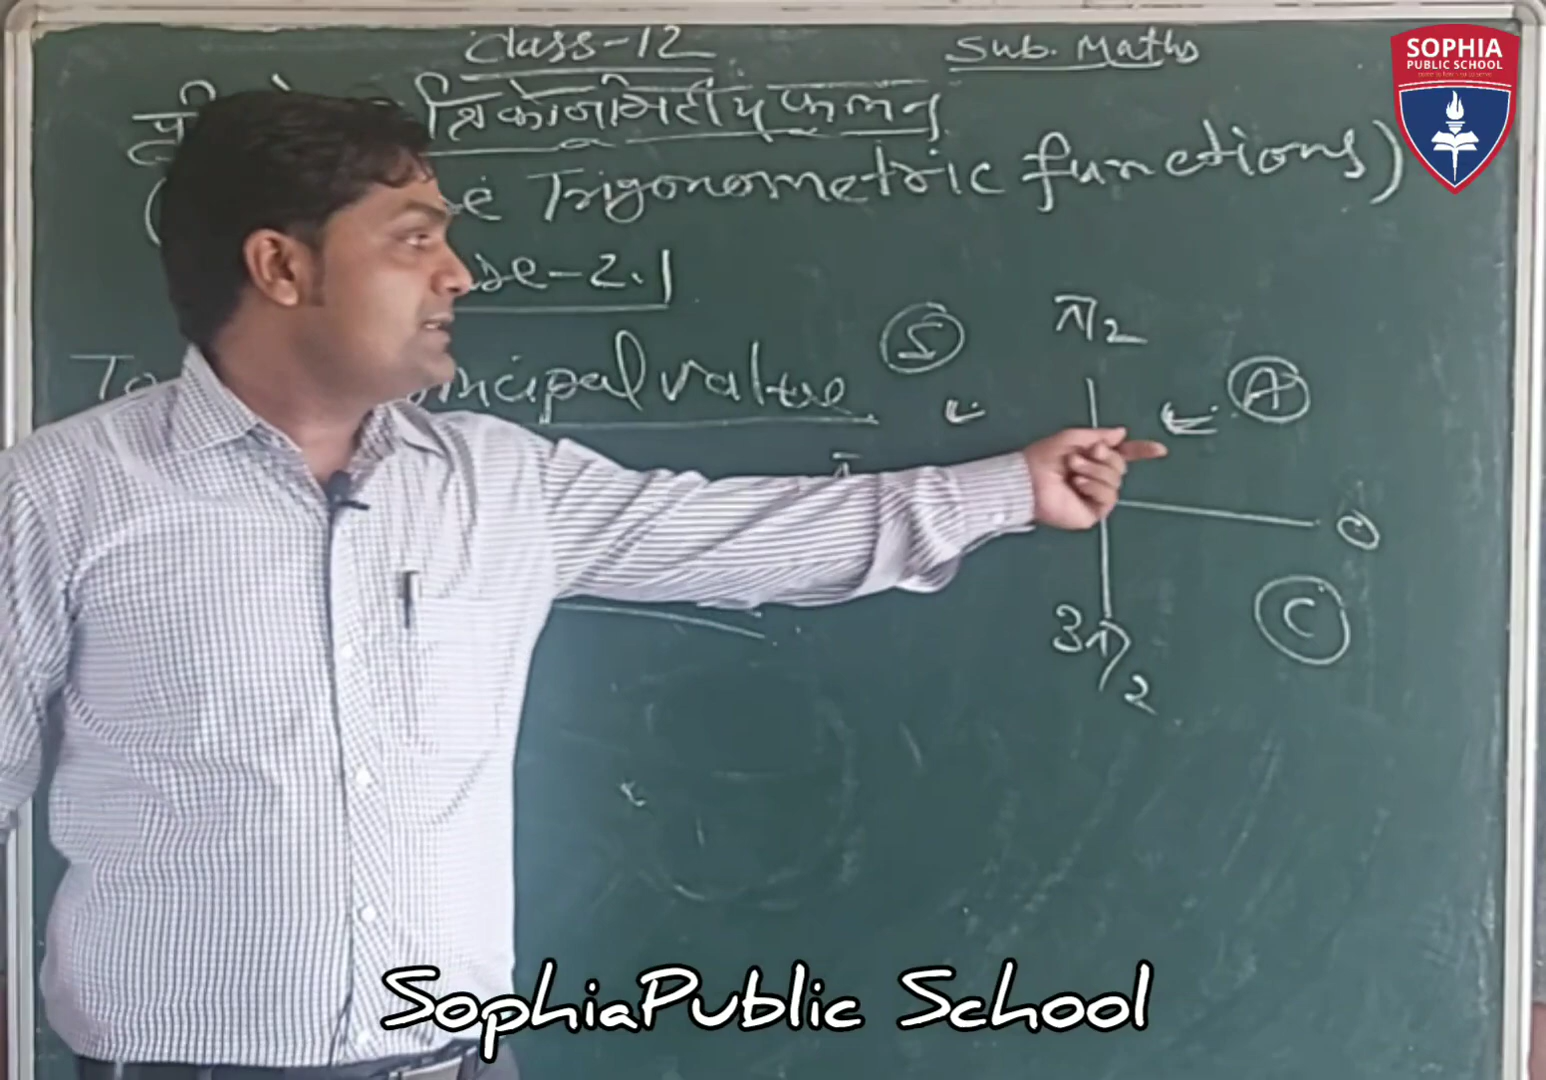 Class-12
Sub. Maths
त्रिकोणमितीय फलन
Trigonometric functions)
2.1
principal value
S
π/2
A
0
C
3π/2
SOPHIA
PUBLIC SCHOOL
SophiaPublic School